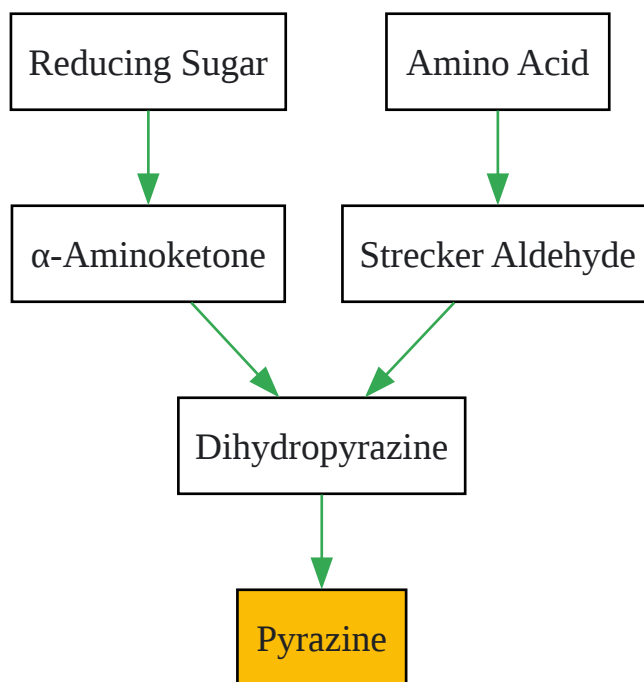 Reducing Sugar
Amino Acid
α-Aminoketone
Strecker Aldehyde
Dihydropyrazine
Pyrazine